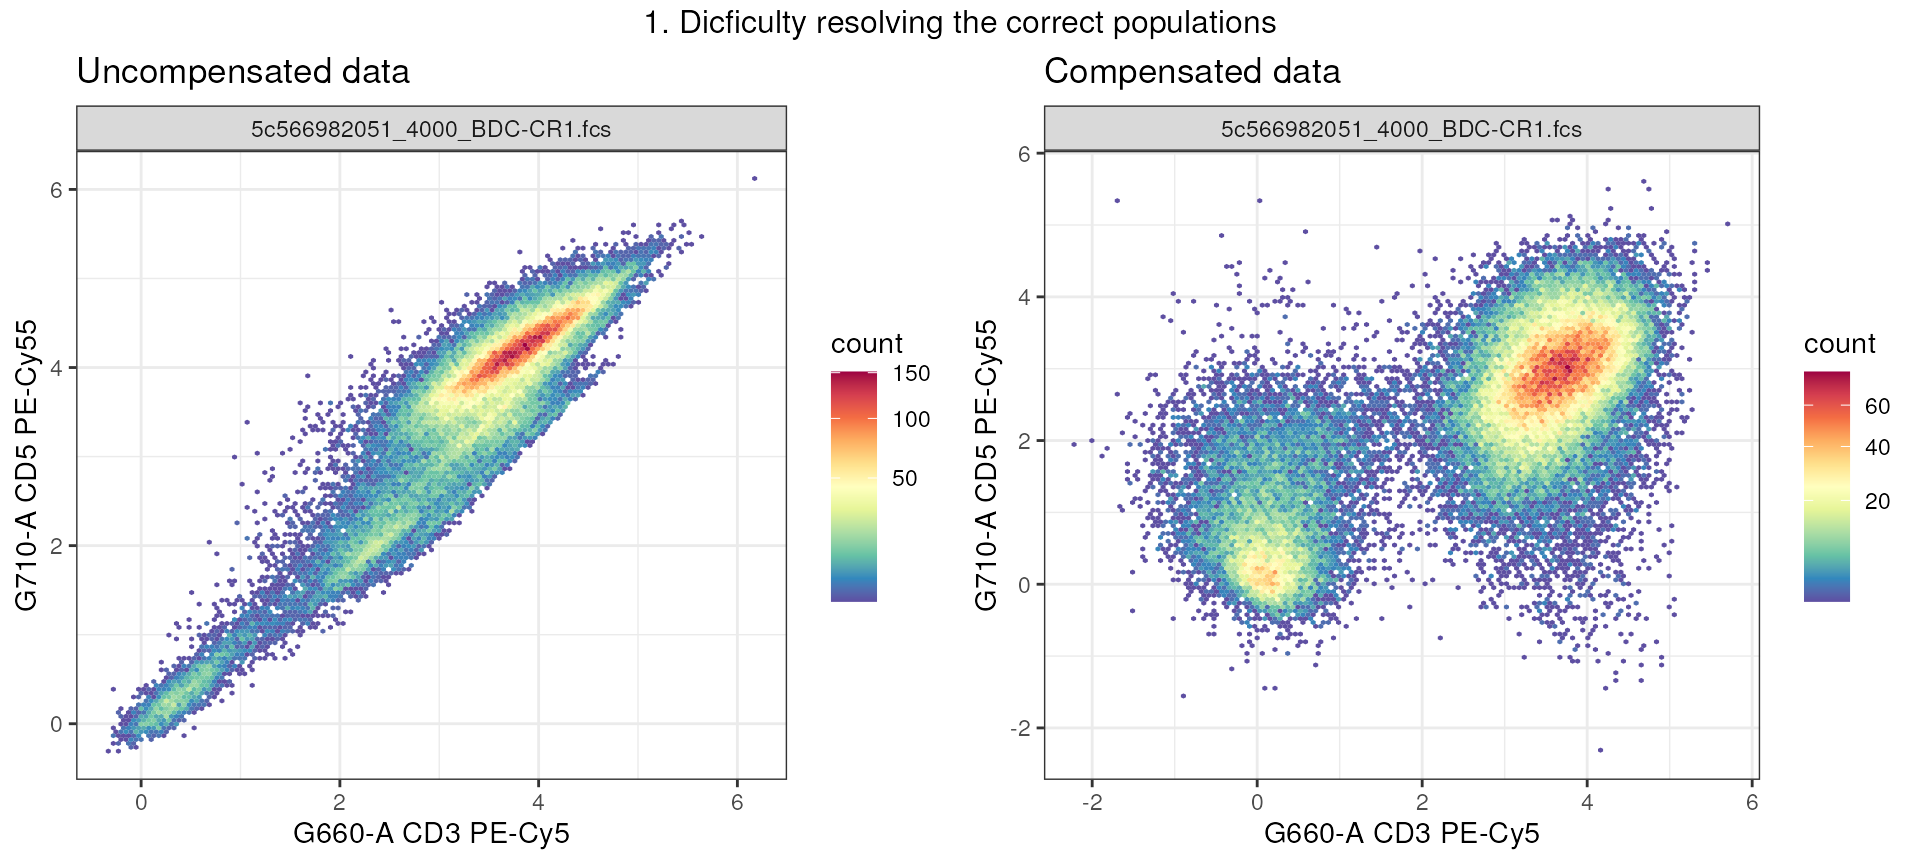 1. Dicficulty resolving the correct populations
Uncompensated data
5c566982051_4000_BDC-CR1.fcs
G710-A CD5 PE-Cy55
6
4
2
0
0 2 4 6
G660-A CD3 PE-Cy5
count
150
100
50
Compensated data
5c566982051_4000_BDC-CR1.fcs
G710-A CD5 PE-Cy55
6
4
2
0
-2
-2 0 2 4 6
G660-A CD3 PE-Cy5
count
60
40
20